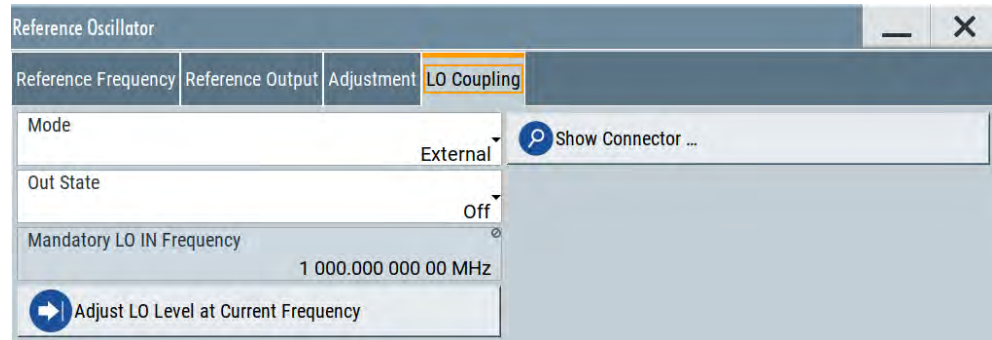 Reference Oscillator
Reference Frequency Reference Output Adjustment LO Coupling
Mode
External
Show Connector ...
Out State
Off
Mandatory LO IN Frequency
1 000.000 000 00 MHz
Adjust LO Level at Current Frequency